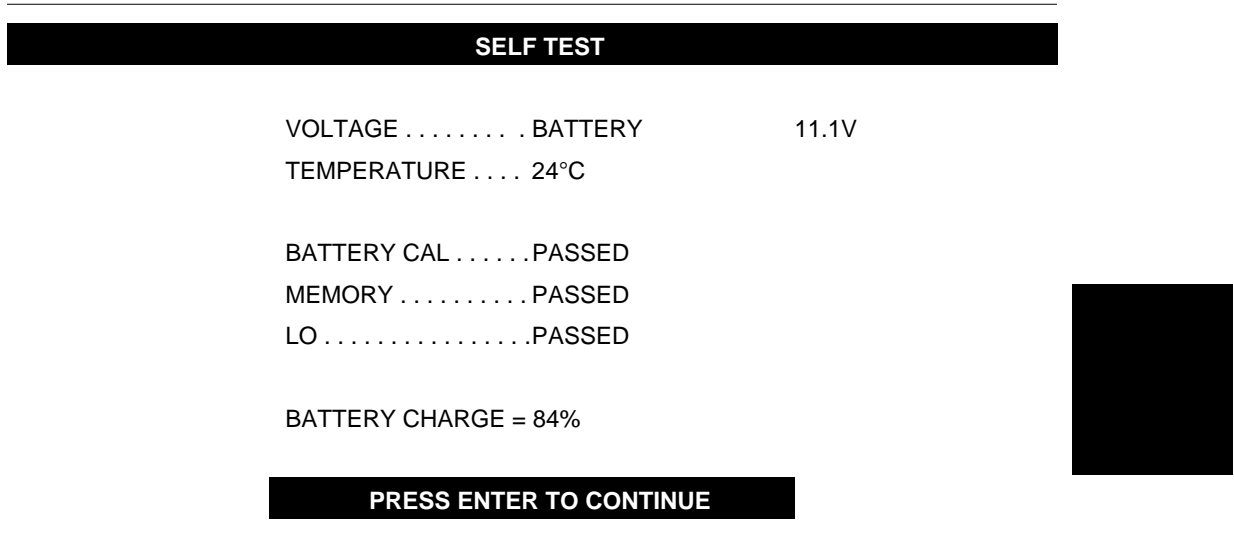 SELF TEST
VOLTAGE . . . . . . . . . BATTERY 11.1V
TEMPERATURE . . . . 24°C
BATTERY CAL . . . . . . PASSED
MEMORY . . . . . . . . . . PASSED
LO . . . . . . . . . . . . . . . .PASSED
BATTERY CHARGE = 84%
PRESS ENTER TO CONTINUE